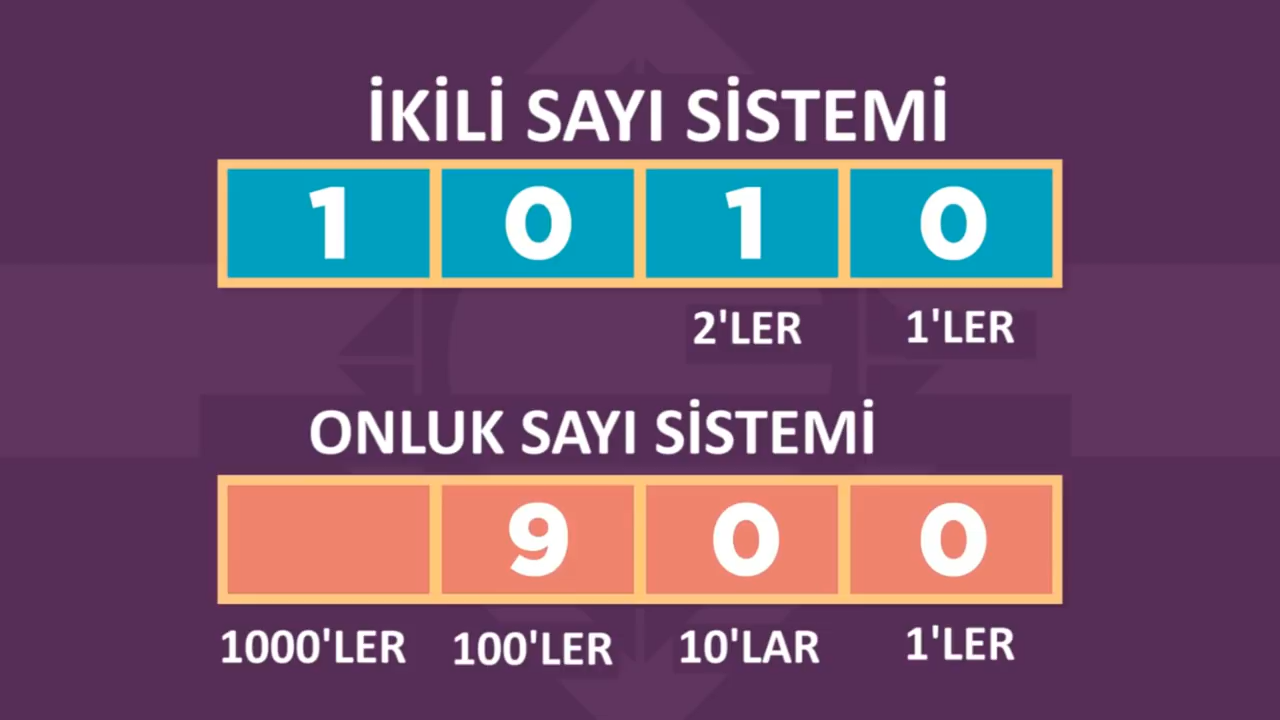 İKİLİ SAYI SİSTEMİ
1 0 1 0
2'LER 1'LER
ONLUK SAYI SİSTEMİ
9 0 0
1000'LER 100'LER 10'LAR 1'LER